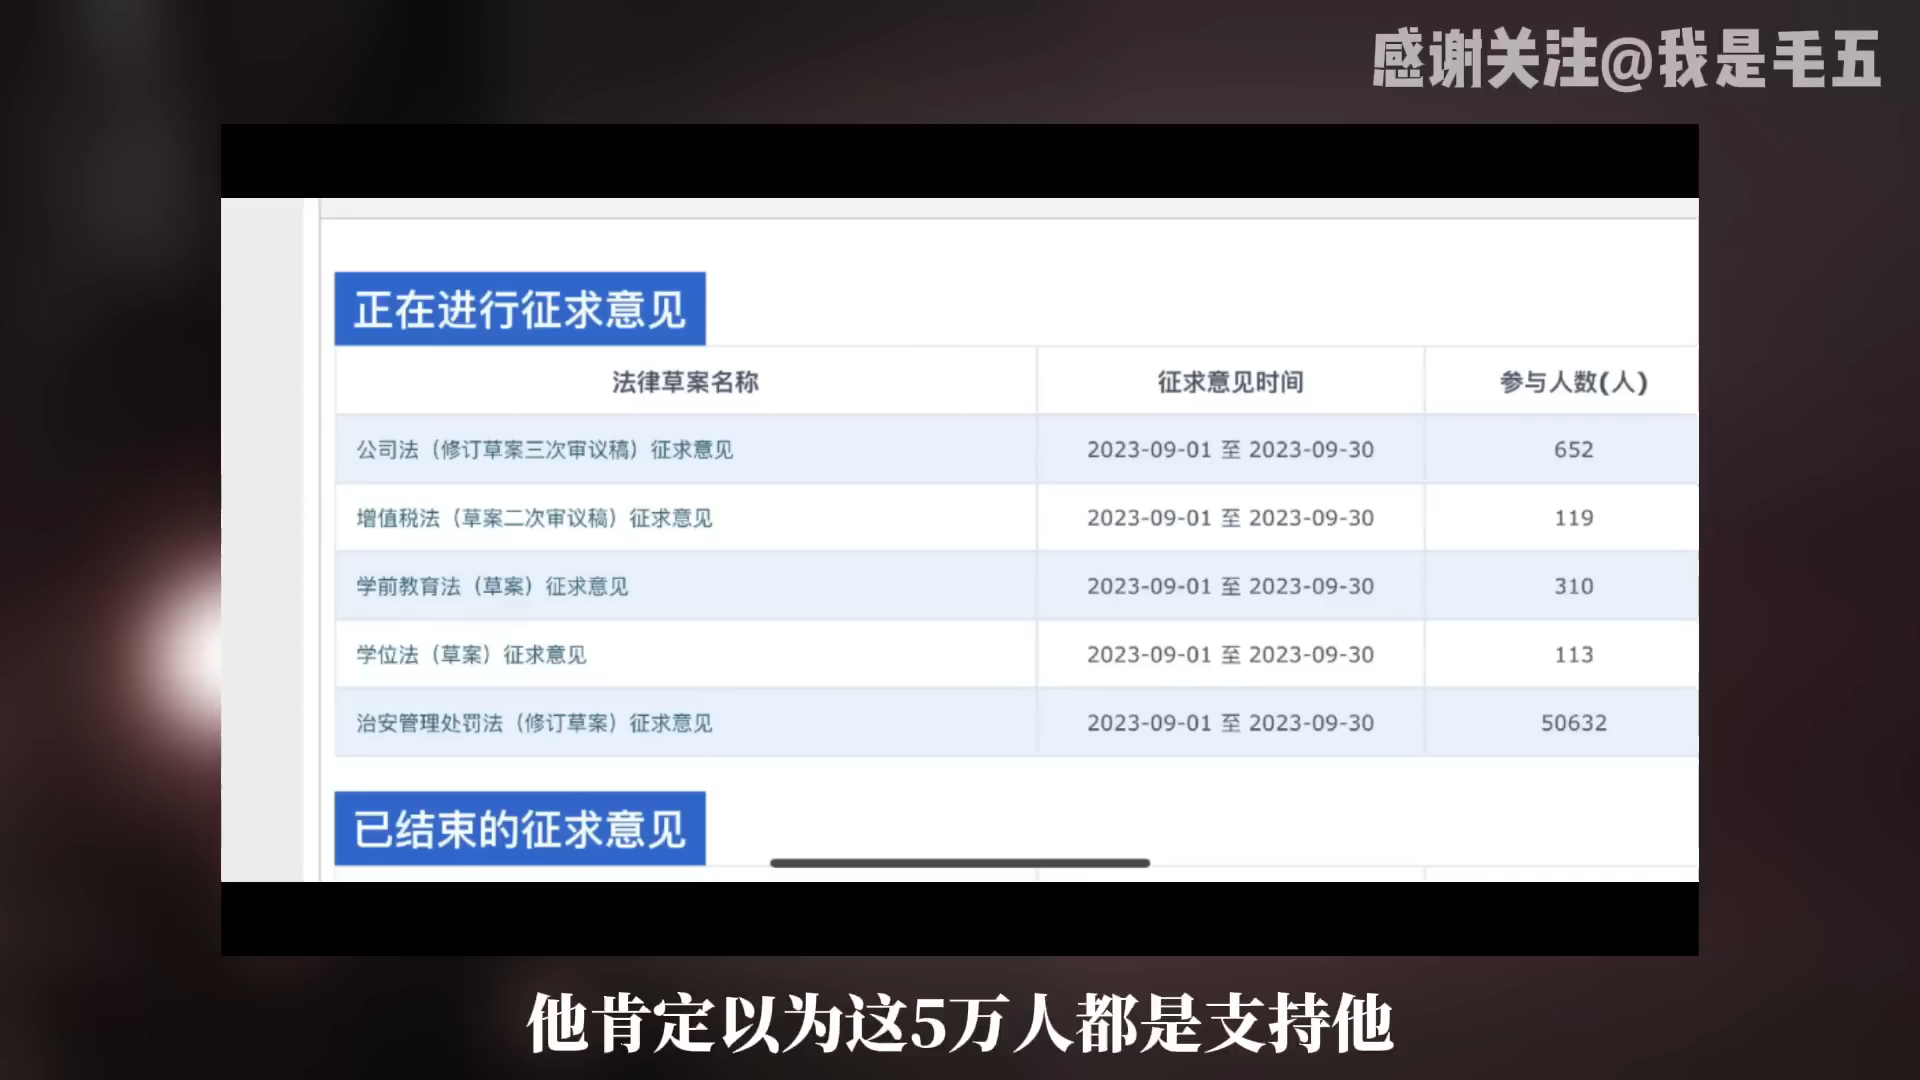 感谢关注@我是毛五
正在进行征求意见
法律草案名称 征求意见时间 参与人数(人)
公司法（修订草案三次审议稿）征求意见 2023-09-01 至 2023-09-30 652
增值税法（草案二次审议稿）征求意见 2023-09-01 至 2023-09-30 119
学前教育法（草案）征求意见 2023-09-01 至 2023-09-30 310
学位法（草案）征求意见 2023-09-01 至 2023-09-30 113
治安管理处罚法（修订草案）征求意见 2023-09-01 至 2023-09-30 50632
已结束的征求意见
他肯定以为这5万人都是支持他